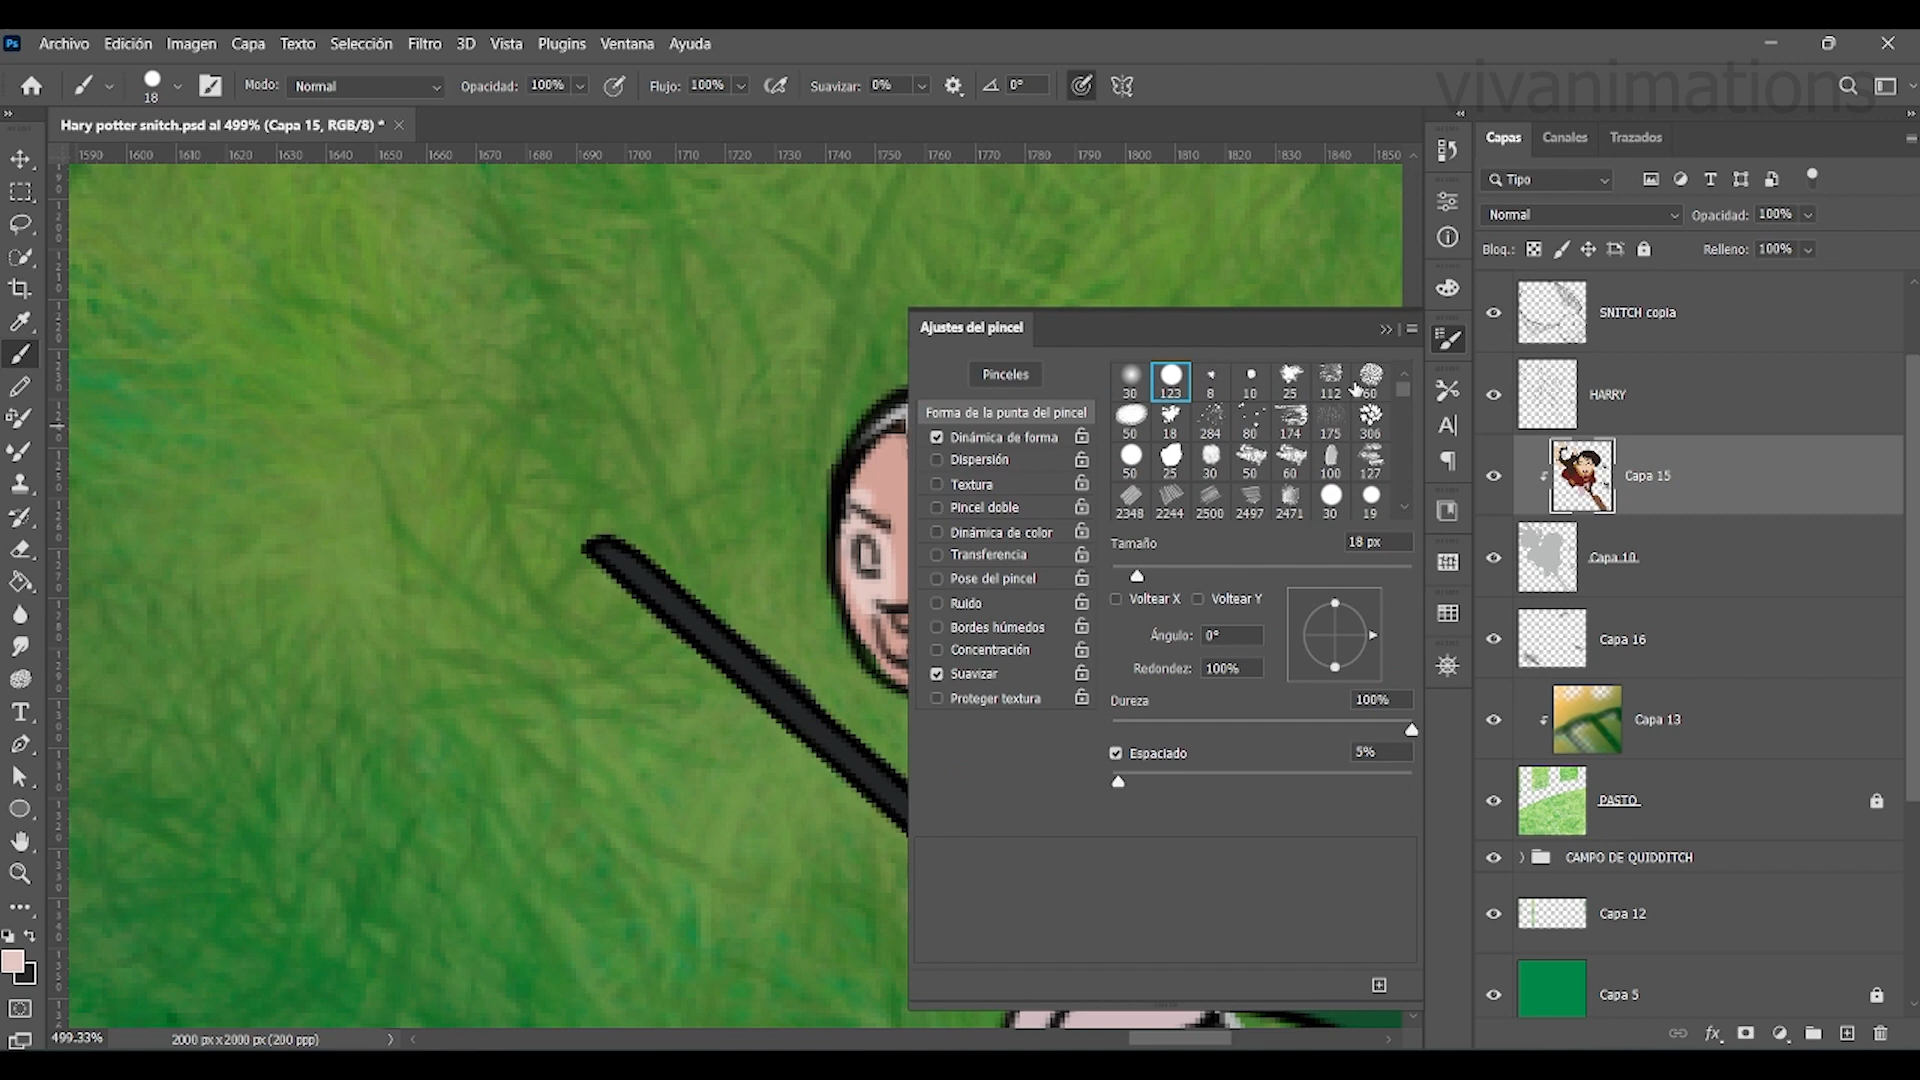 Ps Archivo Edición Imagen Capa Texto Selección Filtro 3D Vista Plugins Ventana Ayuda
vivanimations
18 Modo: Normal Opacidad: 100% Flujo: 100% Suavizar: 0% 0°
Hary potter snitch.psd al 499% (Capa 15, RGB/8) *
1590 1600 1610 1620 1630 1640 1650 1660 1670 1680 1690 1700 1710 1720 1730 1740 1750 1760 1770 1780 1790 1800 1810 1820 1830 1840 1850
Ajustes del pincel
Pinceles
Forma de la punta del pincel
Dinámica de forma
Dispersión
Textura
Pincel doble
Dinámica de color
Transferencia
Pose del pincel
Ruido
Bordes húmedos
Concentración
Suavizar
Proteger textura
30 123 8 10 25 112 60
50 18 284 80 174 175 306
50 25 30 50 60 100 127
2348 2244 2500 2497 2471 30 19
Tamaño 18 px
Voltear X Voltear Y
Ángulo: 0°
Redondez: 100%
Dureza 100%
Espaciado 5%
Capas Canales Trazados
Tipo
Normal Opacidad: 100%
Bloq.: Relleno: 100%
SNITCH copia
HARRY
Capa 15
Capa 10
Capa 16
Capa 13
PASTO
CAMPO DE QUIDDITCH
Capa 12
Capa 5
499.33% 2000 px x 2000 px (200 ppp)